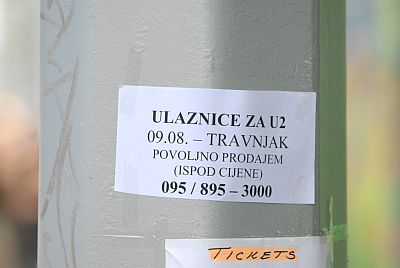 ULAZNICE ZA U2
09.08. – TRAVNJAK
POVOLJNO PRODAJEM
(ISPOD CIJENE)
095 / 895 – 3000
TICKETS